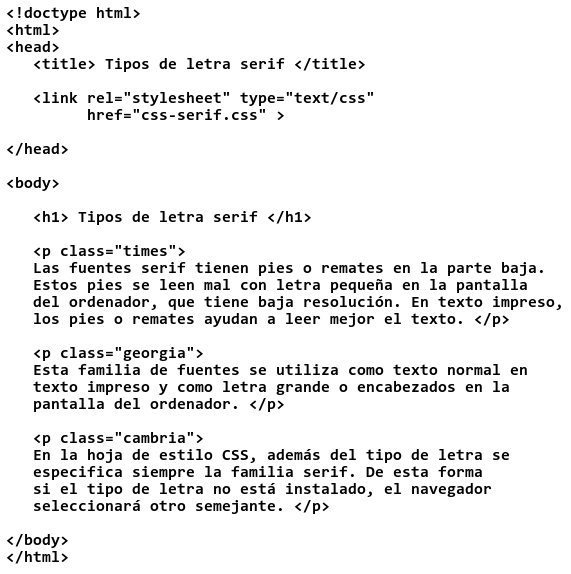 <!doctype html>
<html>
<head>
   <title> Tipos de letra serif </title>

   <link rel="stylesheet" type="text/css"
         href="css-serif.css" >

</head>

<body>

   <h1> Tipos de letra serif </h1>

   <p class="times">
   Las fuentes serif tienen pies o remates en la parte baja.
   Estos pies se leen mal con letra pequeña en la pantalla
   del ordenador, que tiene baja resolución. En texto impreso,
   los pies o remates ayudan a leer mejor el texto. </p>

   <p class="georgia">
   Esta familia de fuentes se utiliza como texto normal en
   texto impreso y como letra grande o encabezados en la
   pantalla del ordenador. </p>

   <p class="cambria">
   En la hoja de estilo CSS, además del tipo de letra se
   especifica siempre la familia serif. De esta forma
   si el tipo de letra no está instalado, el navegador
   seleccionará otro semejante. </p>

</body>
</html>